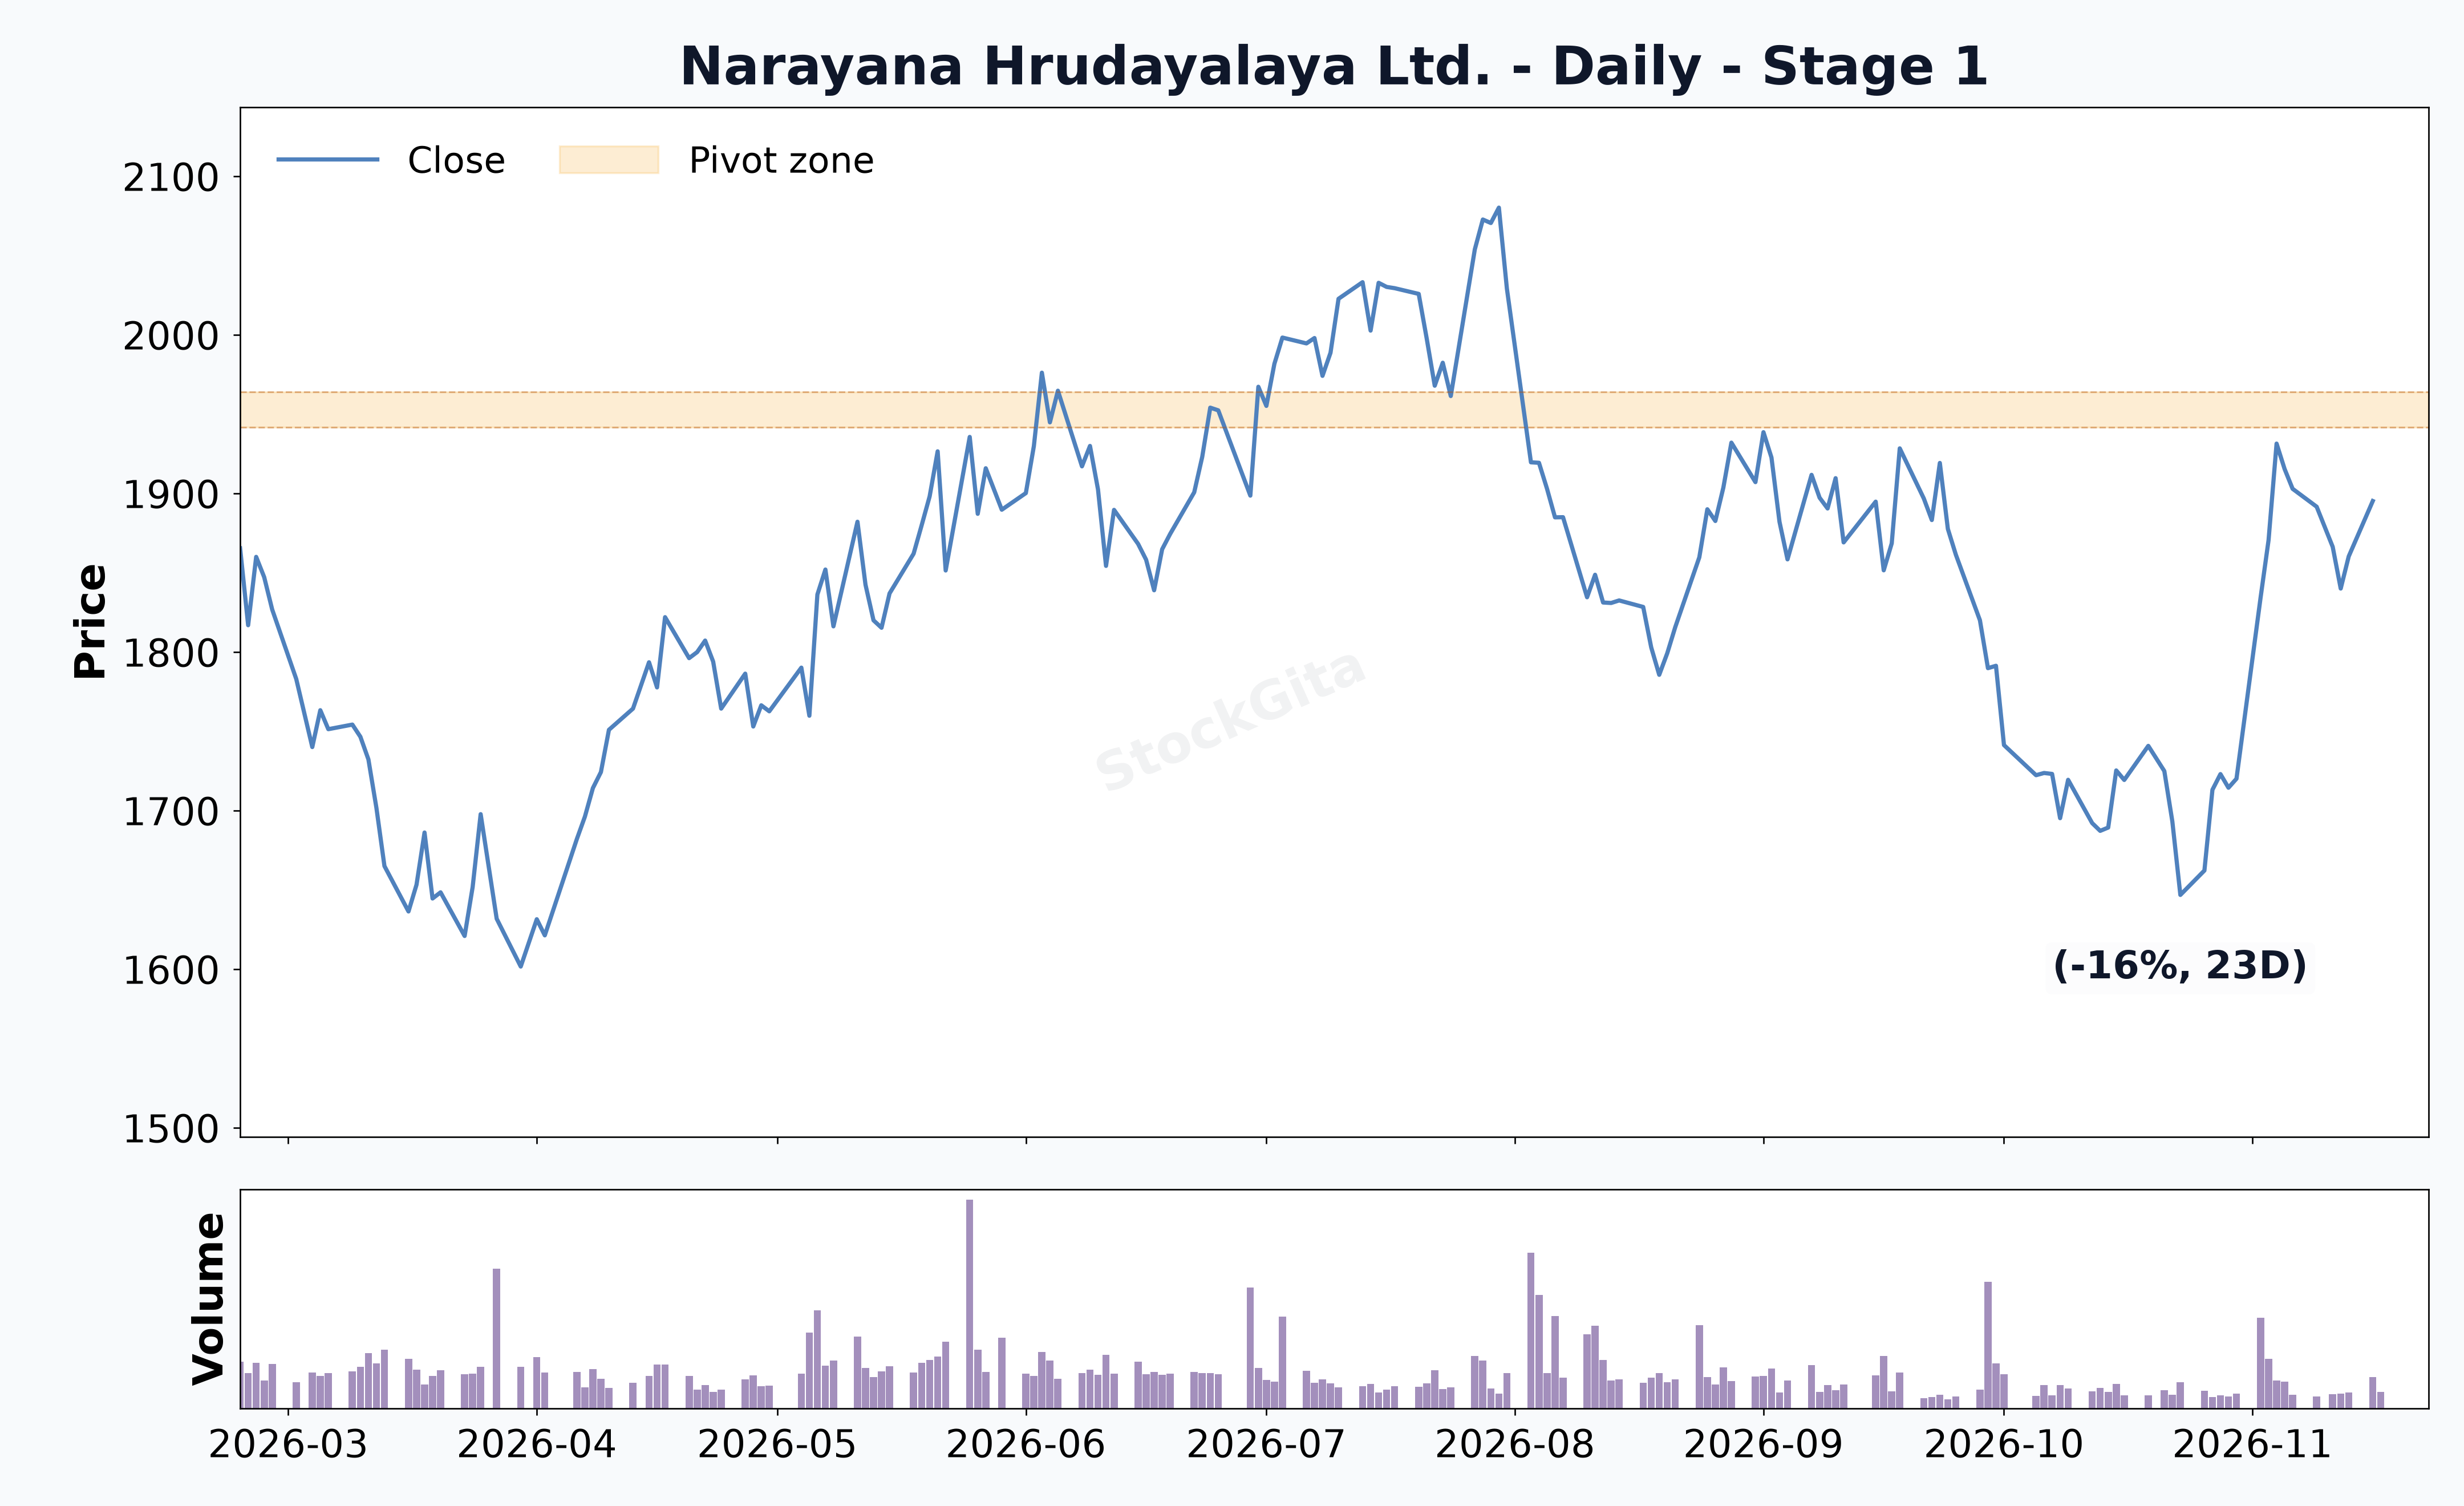 Narayana Hrudayalaya Ltd. - Daily - Stage 1
Close
Pivot zone
Price
2100
2000
1900
1800
1700
1600
1500
StockGita
(-16%, 23D)
Volume
2026-03
2026-04
2026-05
2026-06
2026-07
2026-08
2026-09
2026-10
2026-11